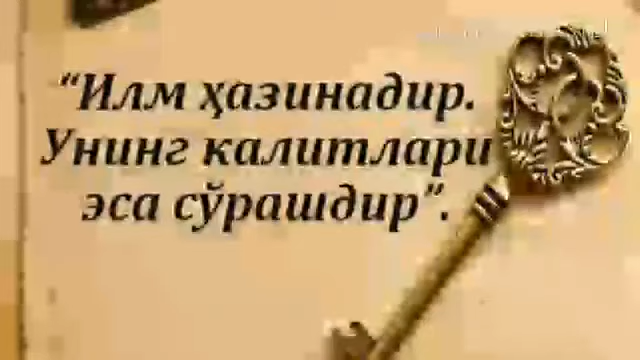 “Илм ҳазинадир.
Унинг калитлари
эса сўрашдир”.